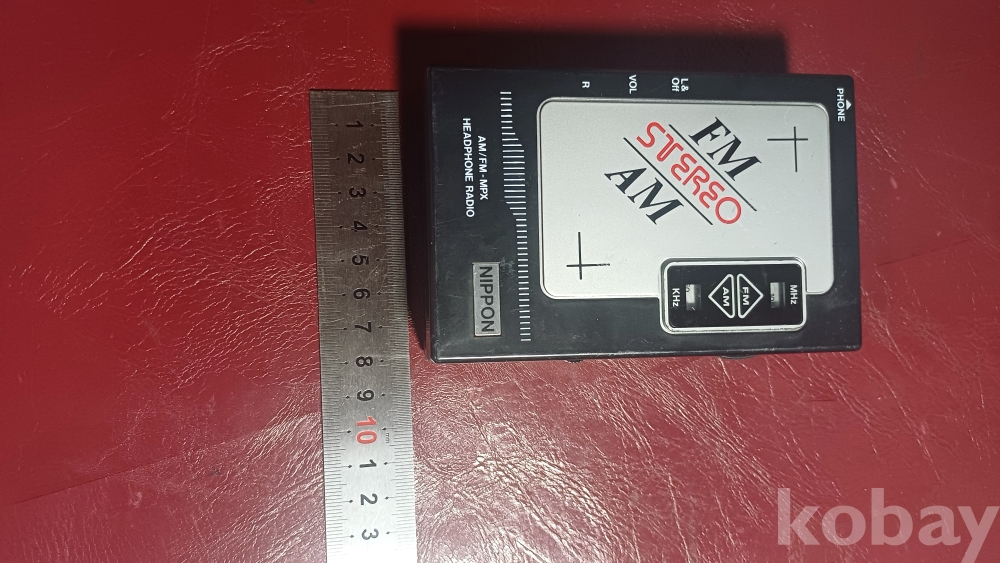 PHONE
L&
Off
VOL
R
FM
STEREO
AM
MHz
FM
AM
KHz
AM/FM-MPX
HEADPHONE RADIO
NIPPON
1
2
3
4
5
6
7
8
9
10
1
2
3
kobay